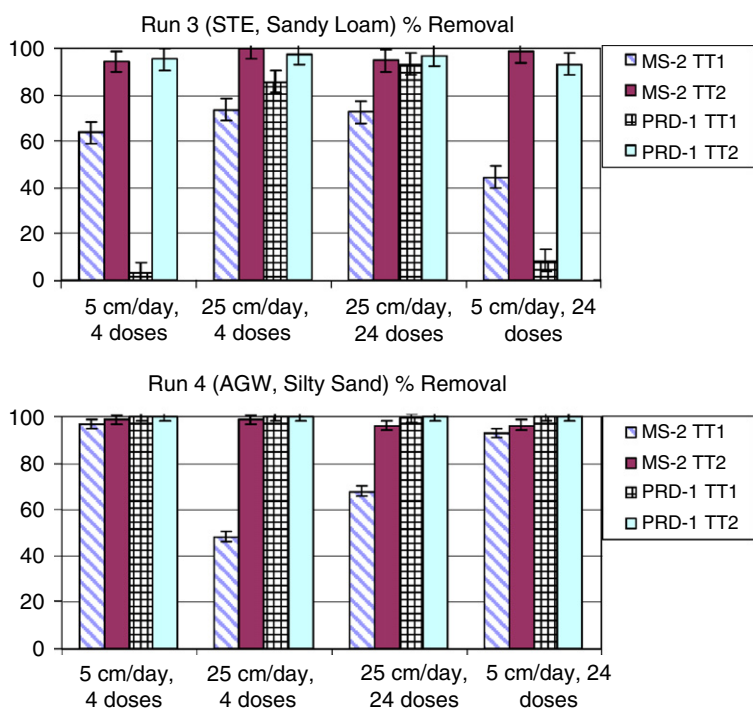 Run 3 (STE, Sandy Loam) % Removal
100
80
60
40
20
0
5 cm/day,
4 doses
25 cm/day,
4 doses
25 cm/day,
24 doses
5 cm/day, 24
doses
MS-2 TT1
MS-2 TT2
PRD-1 TT1
PRD-1 TT2
Run 4 (AGW, Silty Sand) % Removal
100
80
60
40
20
0
5 cm/day,
4 doses
25 cm/day,
4 doses
25 cm/day,
24 doses
5 cm/day, 24
doses
MS-2 TT1
MS-2 TT2
PRD-1 TT1
PRD-1 TT2